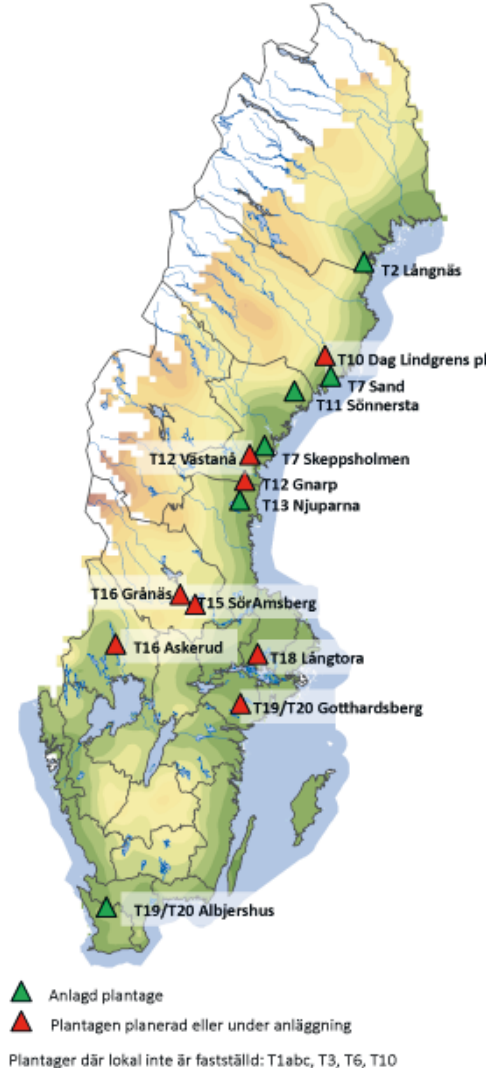 T2 Långnäs
T10 Dag Lindgrens pl
T7 Sand
T11 Sönnersta
T12 Västanå
T7 Skeppsholmen
T12 Gnarp
T13 Njuparna
T16 Grånäs
T15 SörAmsberg
T16 Askerud
T18 Långtora
T19/T20 Gotthardsberg
T19/T20 Albjershus
Anlagd plantage
Plantagen planerad eller under anläggning
Plantager där lokal inte är fastställd: T1abc, T3, T6, T10